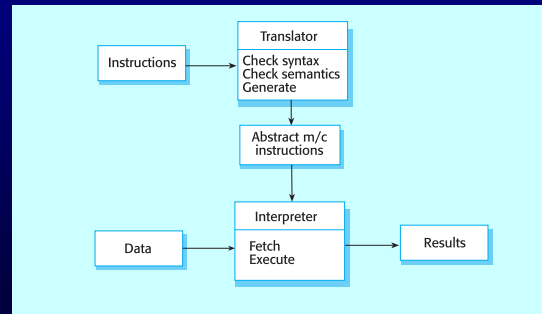 Translator
Instructions
Check syntax
Check semantics
Generate
Abstract m/c
instructions
Interpreter
Data
Fetch
Execute
Results